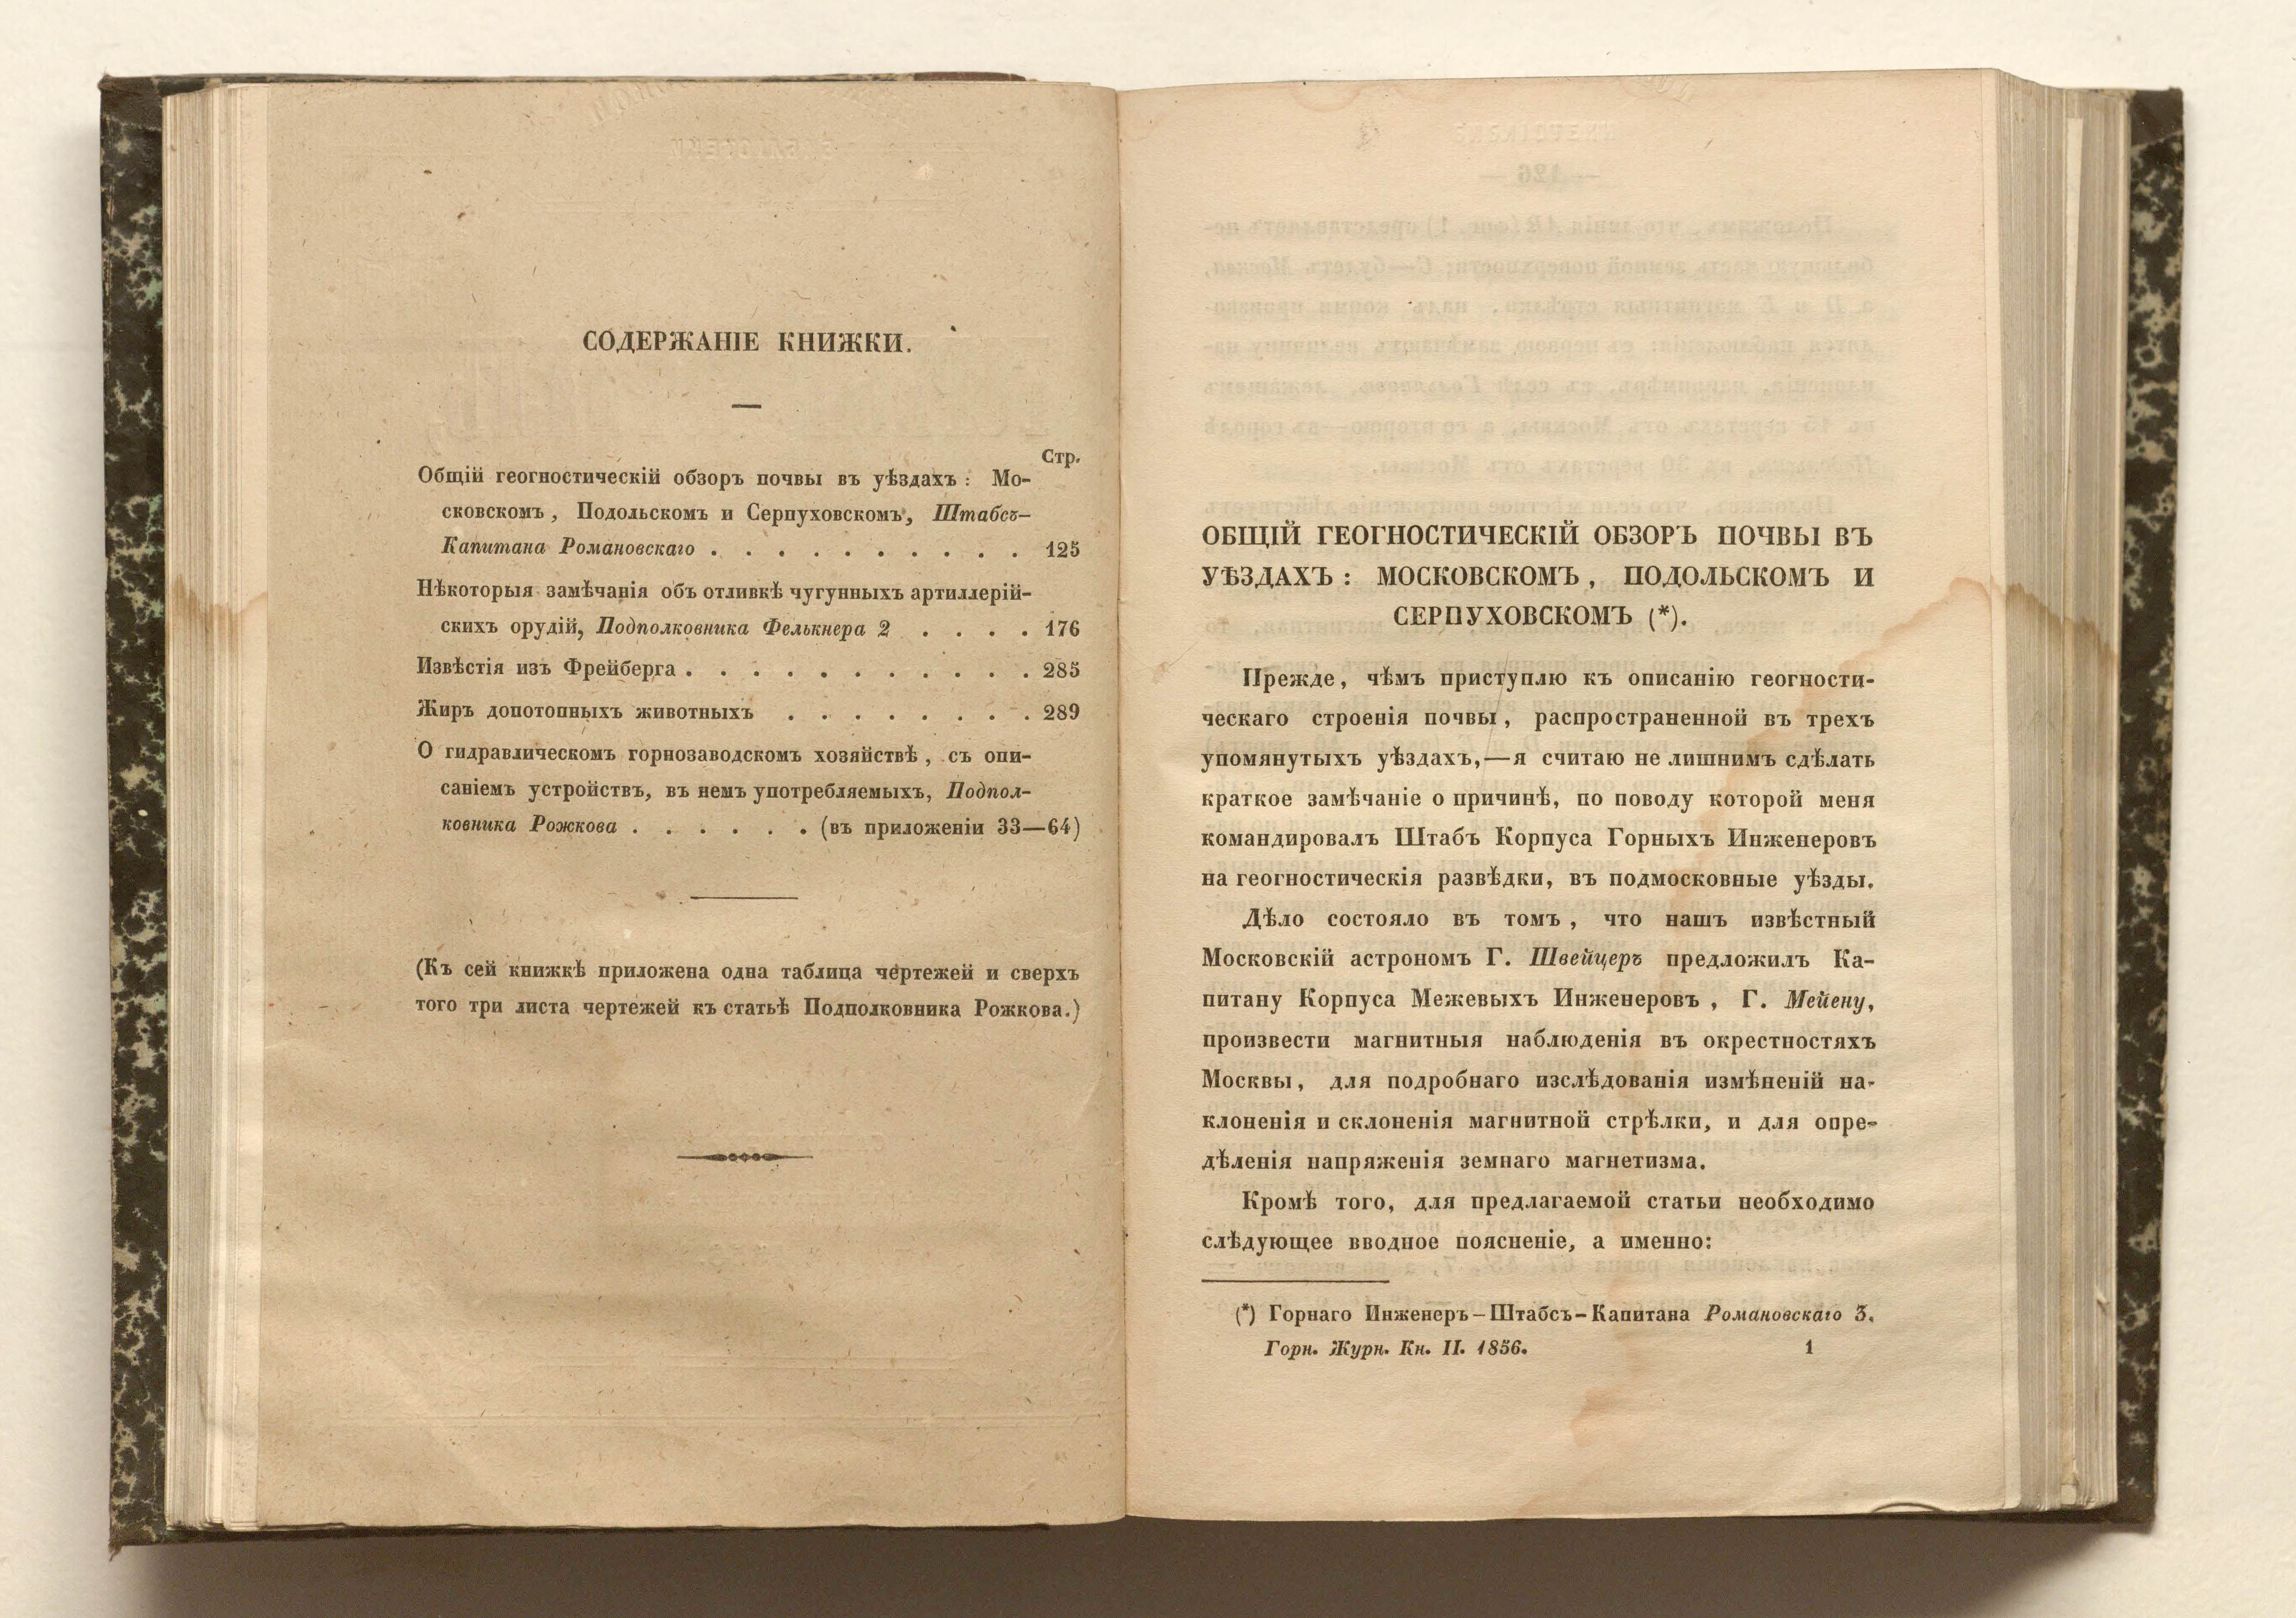 СОДЕРЖАНІЕ КНИЖКИ.
Стр.
Общій геогностическій обзоръ почвы въ уѣздахъ: Мо-
сковскомъ, Подольскомъ и Серпуховскомъ, Штабсъ-
Капитана Романовскаго . . . . . . . . . . 125
Нѣкоторыя замѣчанія объ отливкѣ чугунныхъ артиллерій-
скихъ орудій, Подполковника Фелькнера 2 . . . . 176
Извѣстія изъ Фрейберга . . . . . . . . . . . 285
Жиръ допотопныхъ животныхъ . . . . . . . . 289
О гидравлическомъ горнозаводскомъ хозяйствѣ, съ опи-
саніемъ устройствъ, въ немъ употребляемыхъ, Подпол-
ковника Рожкова . . . . . . (въ приложеніи 33—64)
(Къ сей книжкѣ приложена одна таблица чертежей и сверхъ
того три листа чертежей къ статьѣ Подполковника Рожкова.)
ОБЩІЙ ГЕОГНОСТИЧЕСКІЙ ОБЗОРЪ ПОЧВЫ ВЪ
УѢЗДАХЪ: МОСКОВСКОМЪ, ПОДОЛЬСКОМЪ И
СЕРПУХОВСКОМЪ (*).
Прежде, чѣмъ приступлю къ описанію геогности-
ческаго строенія почвы, распространенной въ трехъ
упомянутыхъ уѣздахъ,—я считаю не лишнимъ сдѣлать
краткое замѣчаніе о причинѣ, по поводу которой меня
командировалъ Штабъ Корпуса Горныхъ Инженеровъ
на геогностическія развѣдки, въ подмосковные уѣзды.
Дѣло состояло въ томъ, что нашъ извѣстный
Московскій астрономъ Г. Швейцеръ предложилъ Ка-
питану Корпуса Межевыхъ Инженеровъ, Г. Мейену,
произвести магнитныя наблюденія въ окрестностяхъ
Москвы, для подробнаго изслѣдованія измѣненій на-
клоненія и склоненія магнитной стрѣлки, и для опре-
дѣленія напряженія земнаго магнетизма.
Кромѣ того, для предлагаемой статьи необходимо
слѣдующее вводное поясненіе, а именно:
(*) Горнаго Инженеръ-Штабсъ-Капитана Романовскаго 3.
Горн. Журн. Кн. II. 1856. 1